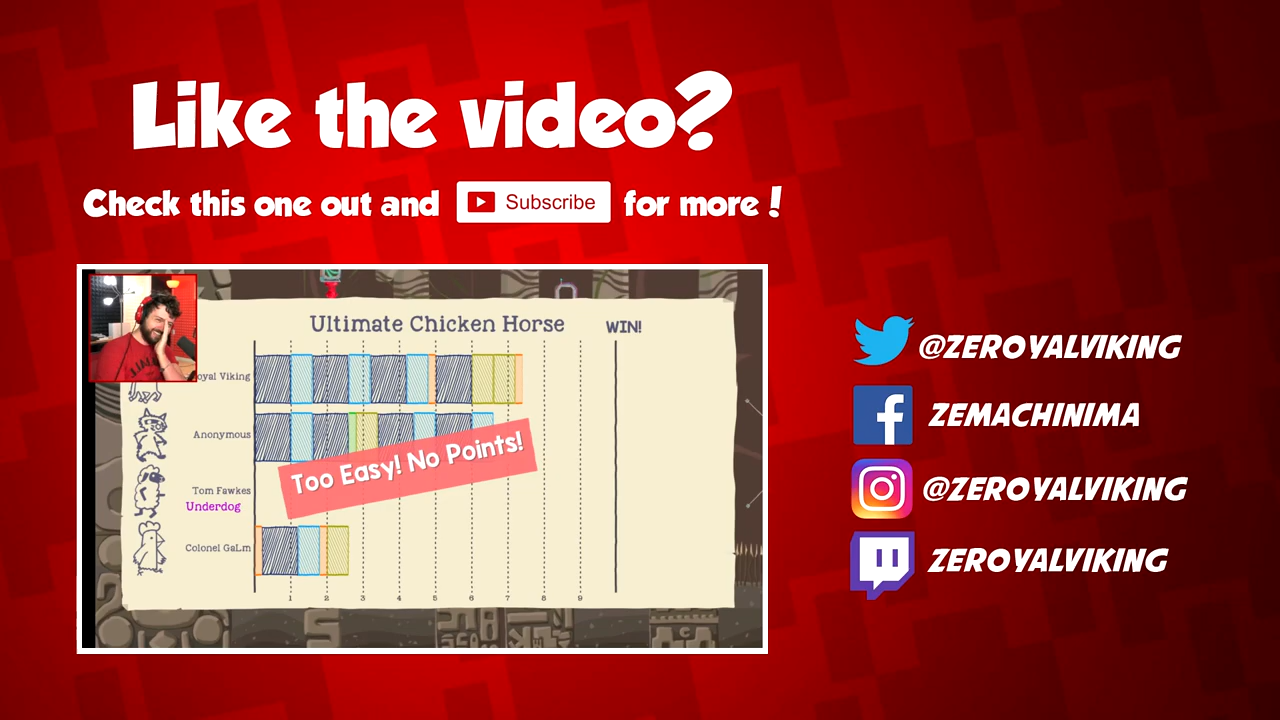 Like the video?
Check this one out and Subscribe for more!
Ultimate Chicken Horse WIN!
oyal Viking
Anonymous
Too Easy! No Points!
Tom Fawkes
Underdog
Colonel GaLm
1 2 3 4 5 6 7 8 9
@ZEROYALVIKING
ZEMACHINIMA
@ZEROYALVIKING
ZEROYALVIKING